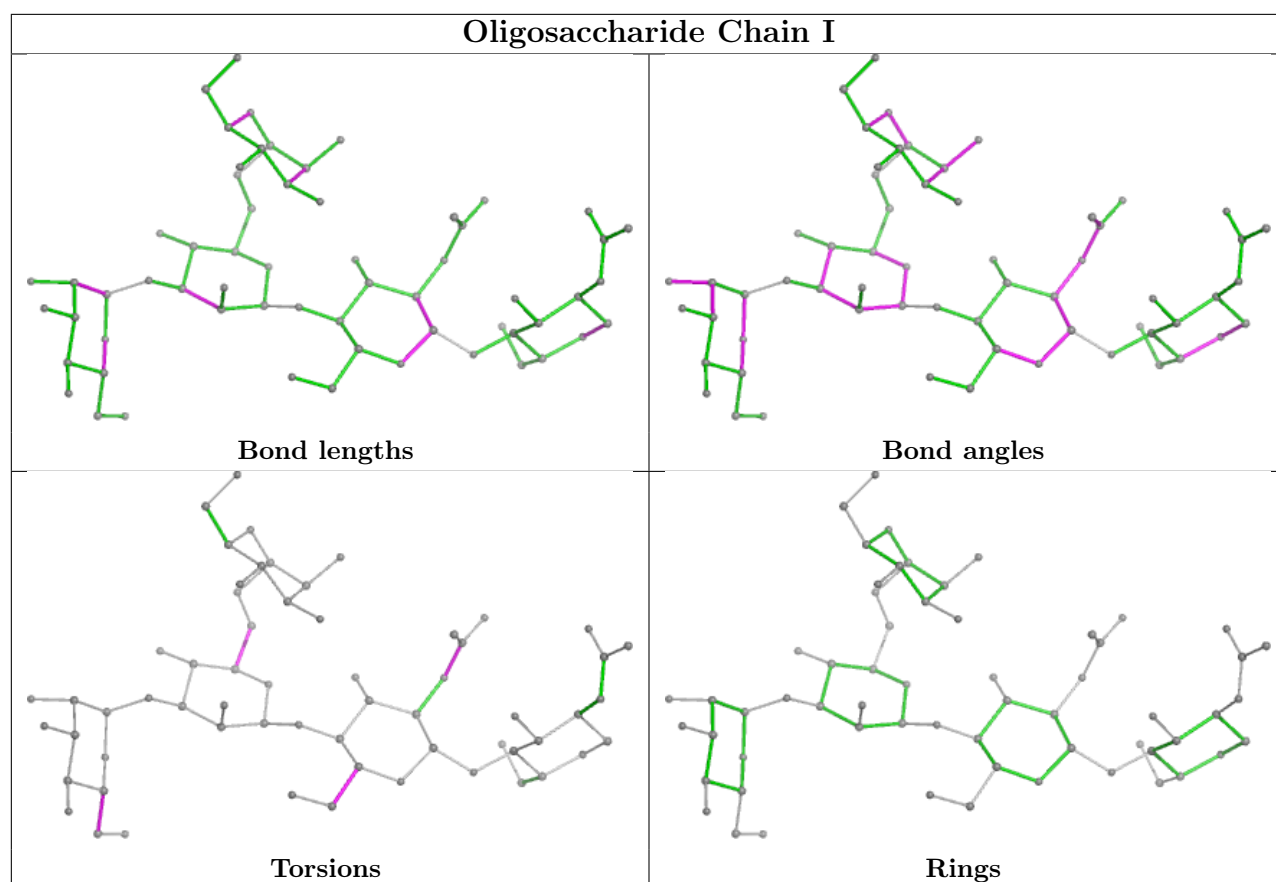 Oligosaccharide Chain I
Bond lengths
Bond angles
Torsions
Rings